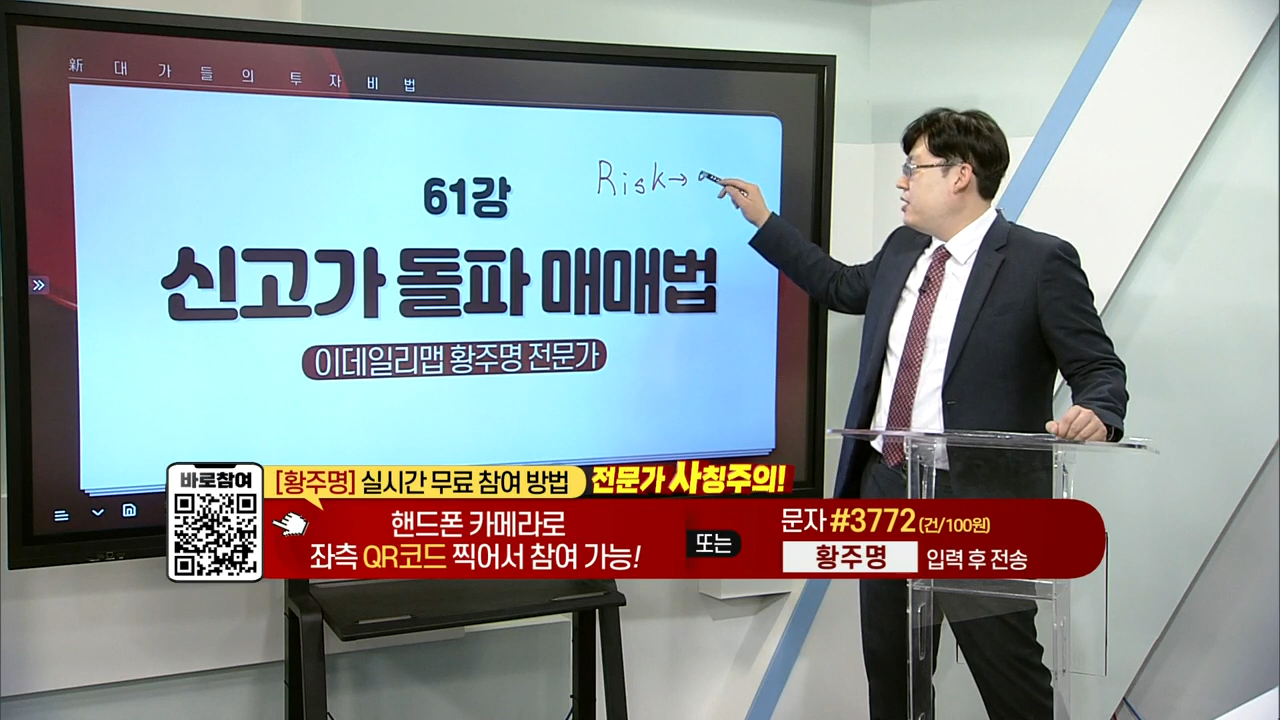 新 대 가 들 의 투 자 비 법
Risk→
61강
신고가 돌파 매매법
이데일리맵 황주명 전문가
바로참여
[황주명] 실시간 무료 참여 방법
전문가 사칭주의!
핸드폰 카메라로
좌측 QR코드 찍어서 참여 가능!
또는
문자 #3772 (건/100원)
황주명 입력 후 전송